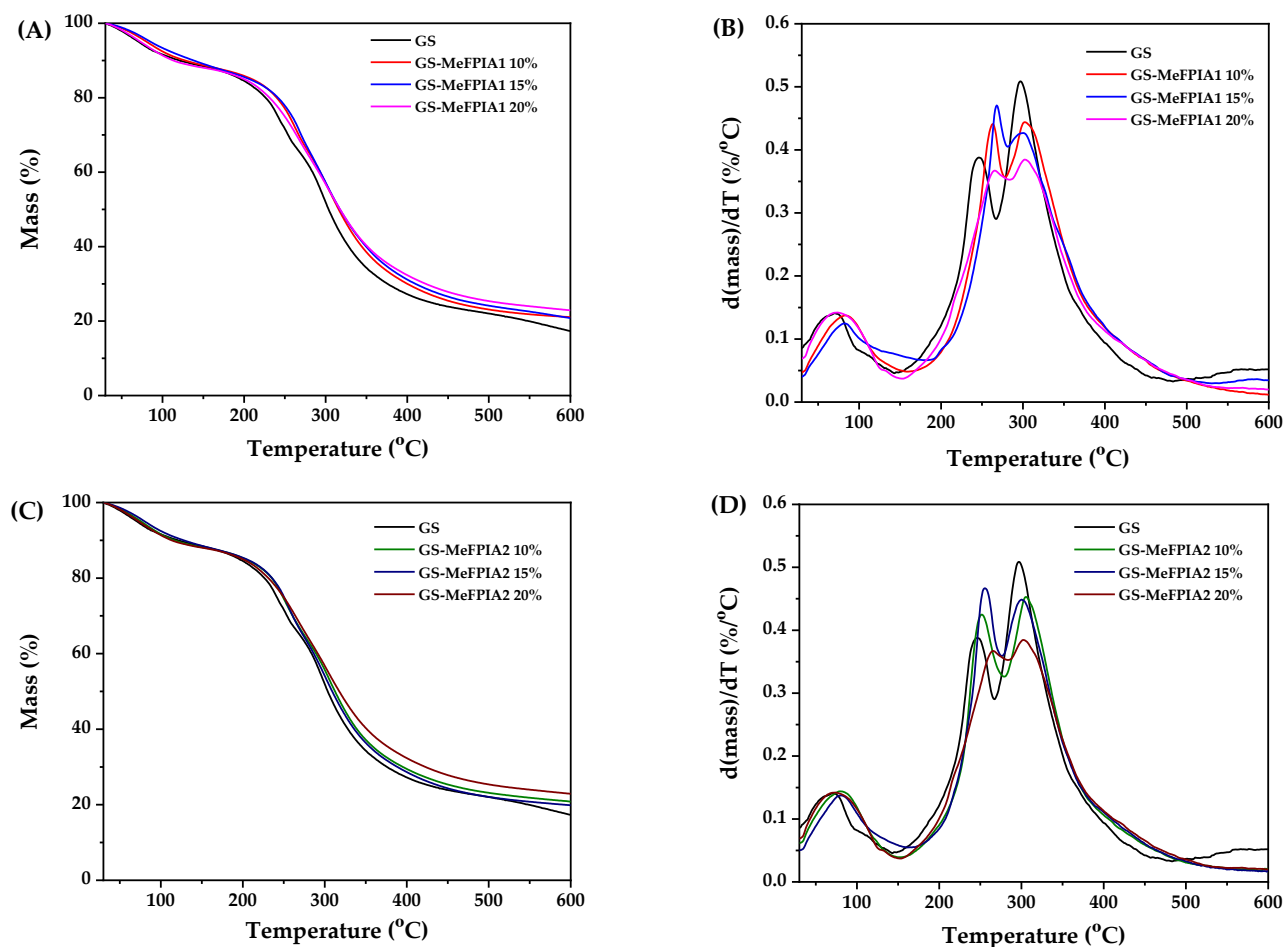 (A)
GS
GS-MeFPIA1 10%
GS-MeFPIA1 15%
GS-MeFPIA1 20%
Mass (%)
100
80
60
40
20
0
100 200 300 400 500 600
Temperature (°C)
(B)
GS
GS-MeFPIA1 10%
GS-MeFPIA1 15%
GS-MeFPIA1 20%
d(mass)/dT (%/°C)
0.6
0.5
0.4
0.3
0.2
0.1
0.0
100 200 300 400 500 600
Temperature (°C)
(C)
GS
GS-MeFPIA2 10%
GS-MeFPIA2 15%
GS-MeFPIA2 20%
Mass (%)
100
80
60
40
20
0
100 200 300 400 500 600
Temperature (°C)
(D)
GS
GS-MeFPIA2 10%
GS-MeFPIA2 15%
GS-MeFPIA2 20%
d(mass)/dT (%/°C)
0.6
0.5
0.4
0.3
0.2
0.1
0.0
100 200 300 400 500 600
Temperature (°C)